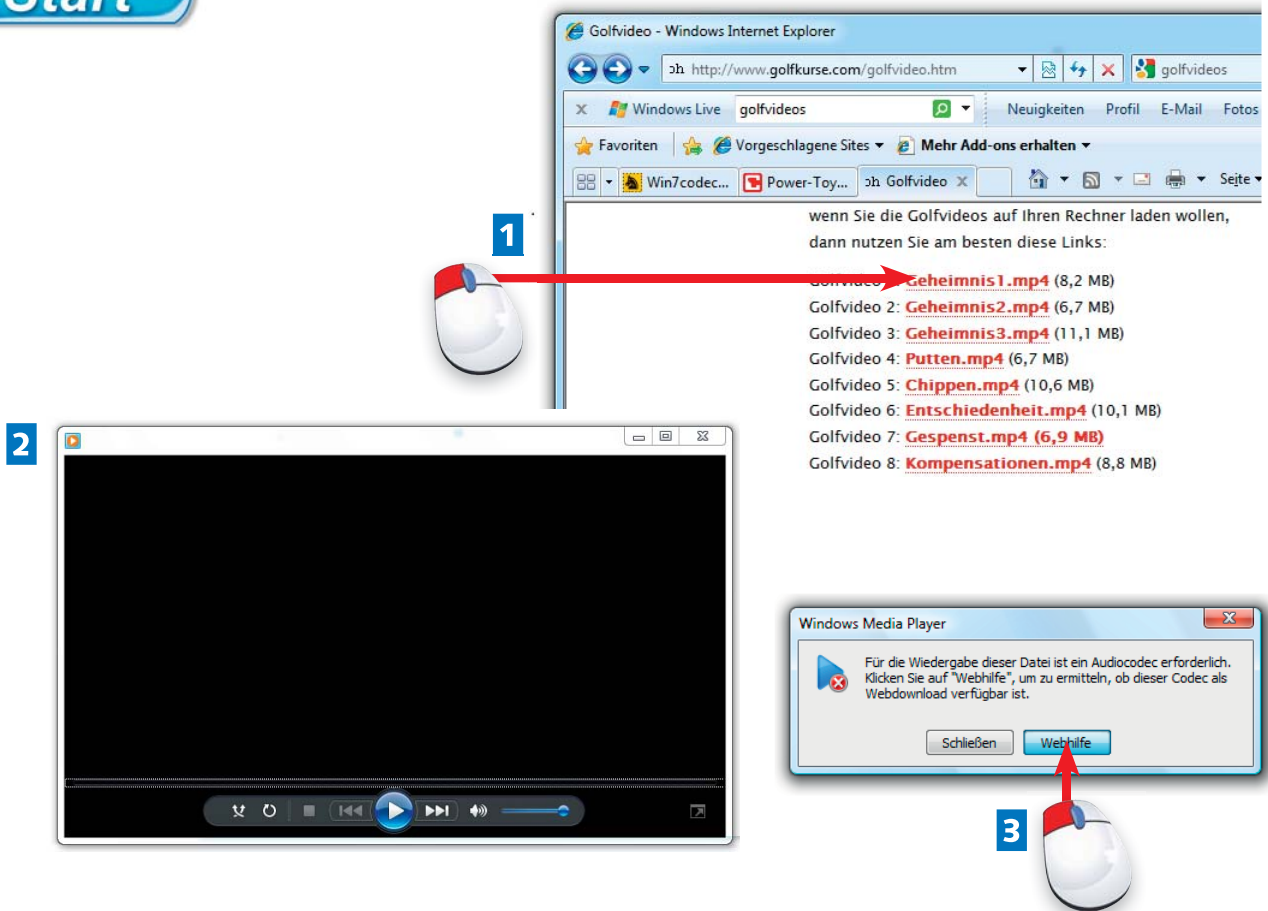 Start
Golfvideo - Windows Internet Explorer
http://www.golfkurse.com/golfvideo.htm
golfvideos
x Windows Live golfvideos Neuigkeiten Profil E-Mail Fotos
Favoriten Vorgeschlagene Sites Mehr Add-ons erhalten
Win7codec... Power-Toy... Golfvideo x Seite
wenn Sie die Golfvideos auf Ihren Rechner laden wollen,
dann nutzen Sie am besten diese Links:
1
Geheimnis1.mp4 (8,2 MB)
Golfvideo 2: Geheimnis2.mp4 (6,7 MB)
Golfvideo 3: Geheimnis3.mp4 (11,1 MB)
Golfvideo 4: Putten.mp4 (6,7 MB)
Golfvideo 5: Chippen.mp4 (10,6 MB)
Golfvideo 6: Entschiedenheit.mp4 (10,1 MB)
Golfvideo 7: Gespenst.mp4 (6,9 MB)
Golfvideo 8: Kompensationen.mp4 (8,8 MB)
2
Windows Media Player
Für die Wiedergabe dieser Datei ist ein Audiocodec erforderlich.
Klicken Sie auf "Webhilfe", um zu ermitteln, ob dieser Codec als
Webdownload verfügbar ist.
Schließen Webhilfe
3